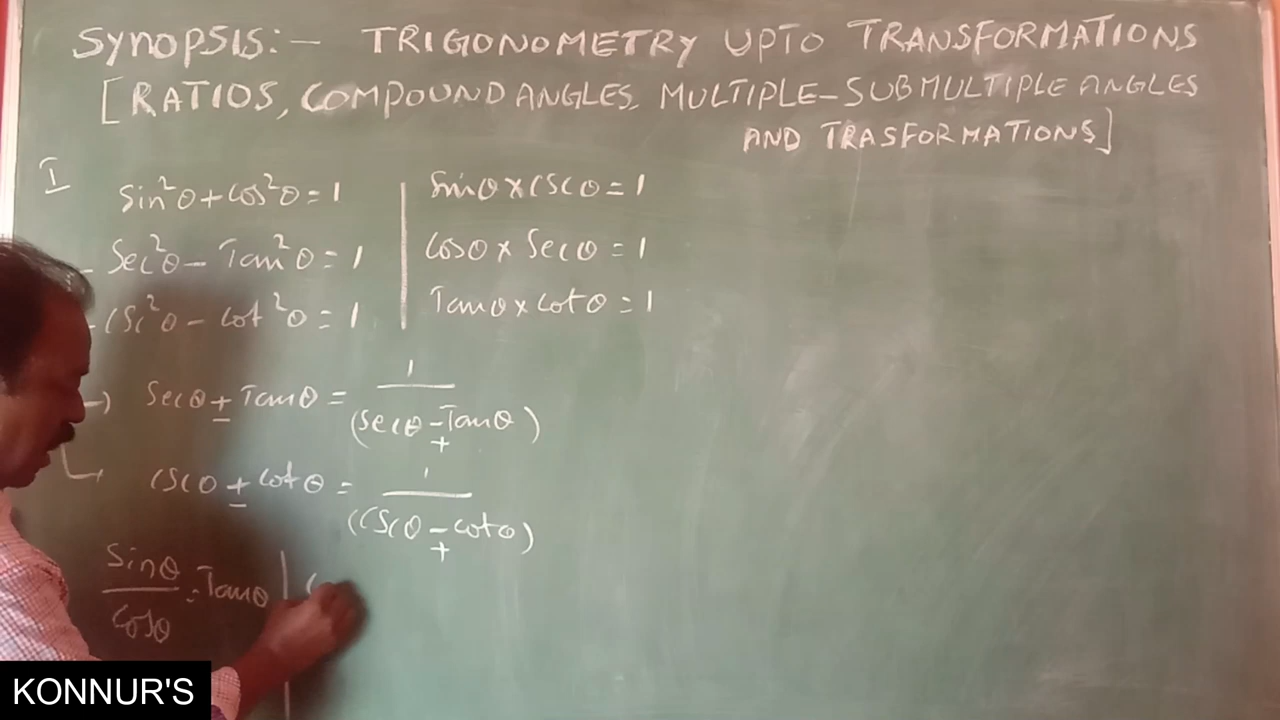 SYNOPSIS:- TRIGONOMETRY UPTO TRANSFORMATIONS
[RATIOS, COMPOUND ANGLES, MULTIPLE-SUBMULTIPLE ANGLES
AND TRASFORMATIONS]
I
Sin²θ+Cos²θ=1
Sec²θ-Tan²θ=1
CSC²θ-Cot²θ=1
Sinθ×CSCθ=1
Cosθ×Secθ=1
Tanθ×Cotθ=1
Secθ±Tanθ=1/(Secθ∓Tanθ)
CSCθ±Cotθ=1/(CSCθ∓Cotθ)
Sinθ/Cosθ=Tanθ
KONNUR'S